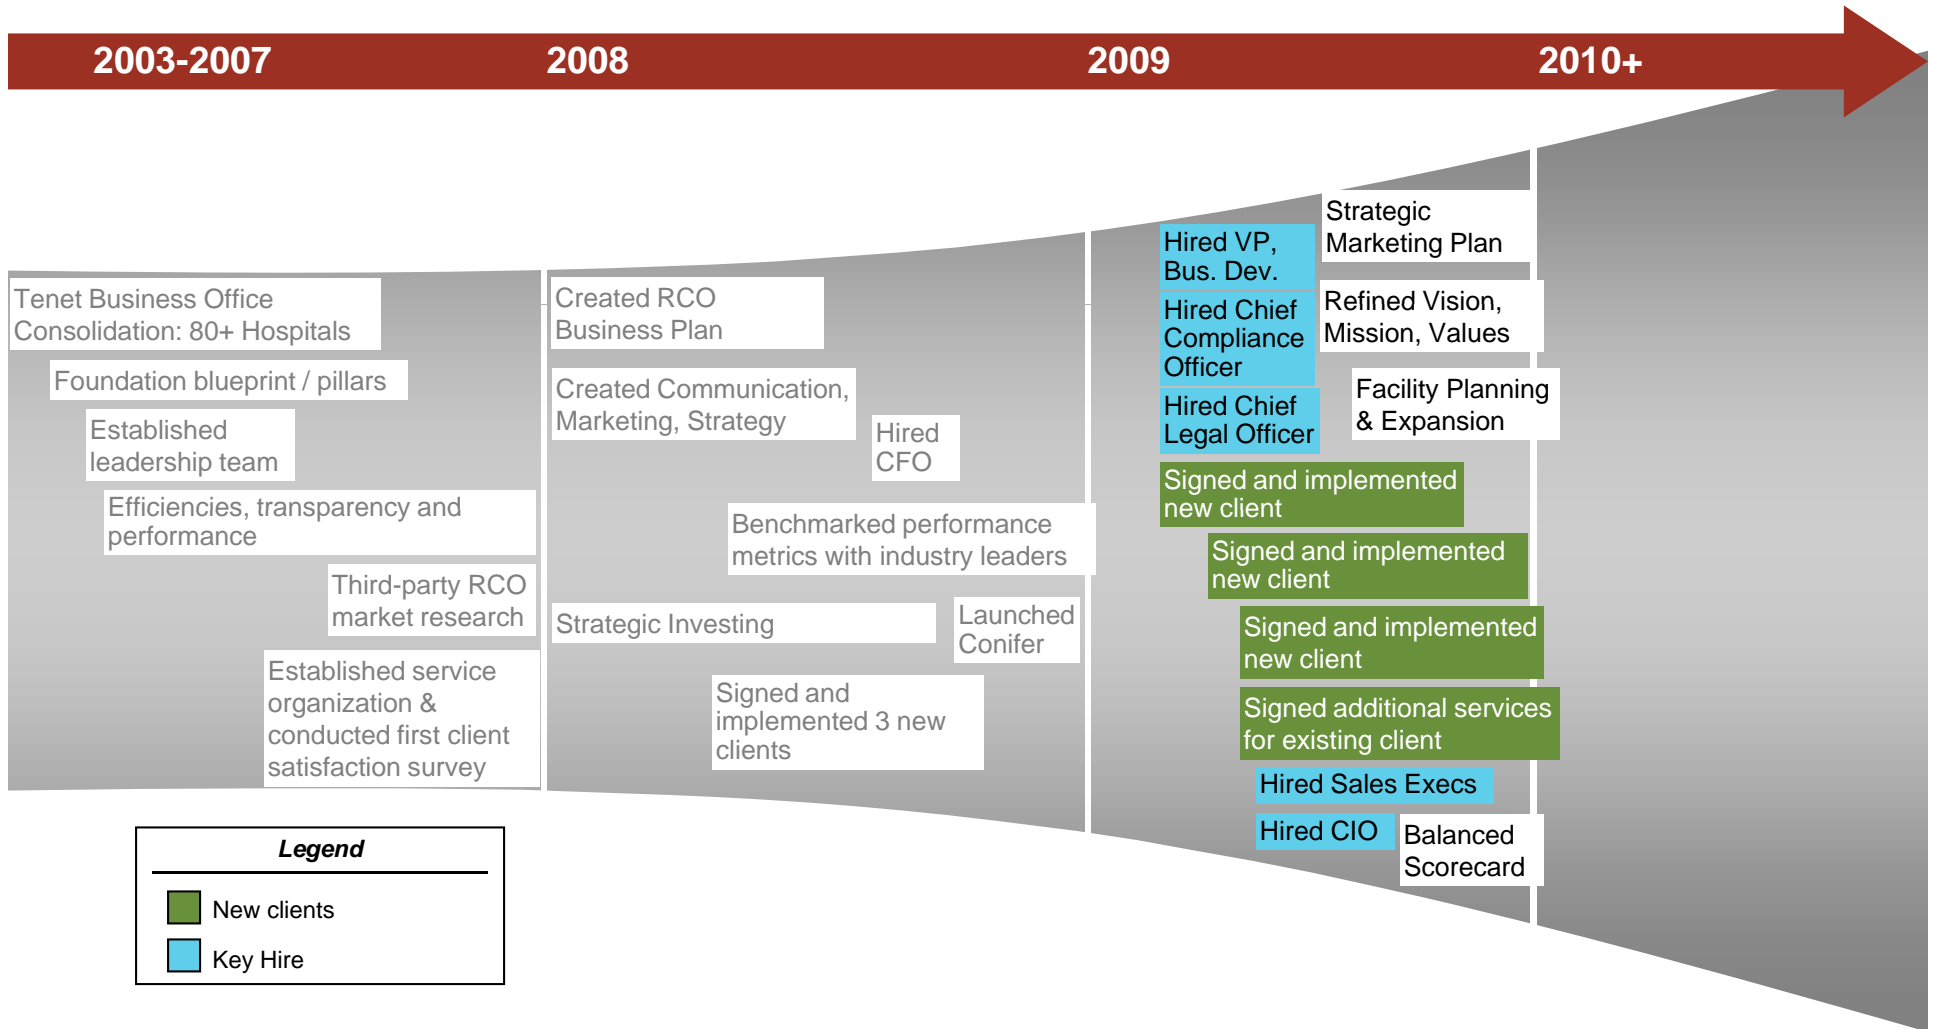 2003-2007
2008
2009
2010+
Tenet Business Office
Consolidation: 80+ Hospitals
Foundation blueprint / pillars
Established
leadership team
Efficiencies, transparency and
performance
Third-party RCO
market research
Established service
organization &
conducted first client
satisfaction survey
Created RCO
Business Plan
Created Communication,
Marketing, Strategy
Hired
CFO
Benchmarked performance
metrics with industry leaders
Strategic Investing
Launched
Conifer
Signed and
implemented 3 new
clients
Hired VP,
Bus. Dev.
Hired Chief
Compliance
Officer
Hired Chief
Legal Officer
Strategic
Marketing Plan
Refined Vision,
Mission, Values
Facility Planning
& Expansion
Signed and implemented
new client
Signed and implemented
new client
Signed and implemented
new client
Signed additional services
for existing client
Hired Sales Execs
Hired CIO
Balanced
Scorecard
Legend
New clients
Key Hire